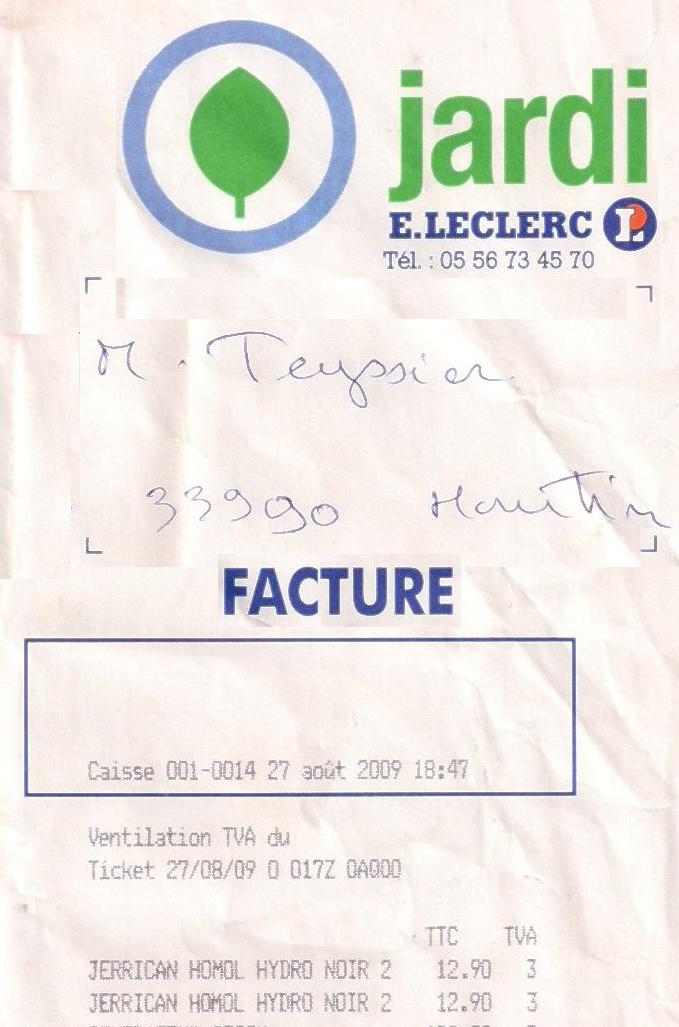 jardi
E.LECLERC L
Tél. : 05 56 73 45 70
M. Teyssier
33990 Hourtin
FACTURE
Caisse 001-0014 27 août 2009 18:47
Ventilation TVA du
Ticket 27/08/09 0 017Z 0A000
TTC TVA
JERRICAN HOMOL HYDRO NOIR 2 12.90 3
JERRICAN HOMOL HYDRO NOIR 2 12.90 3